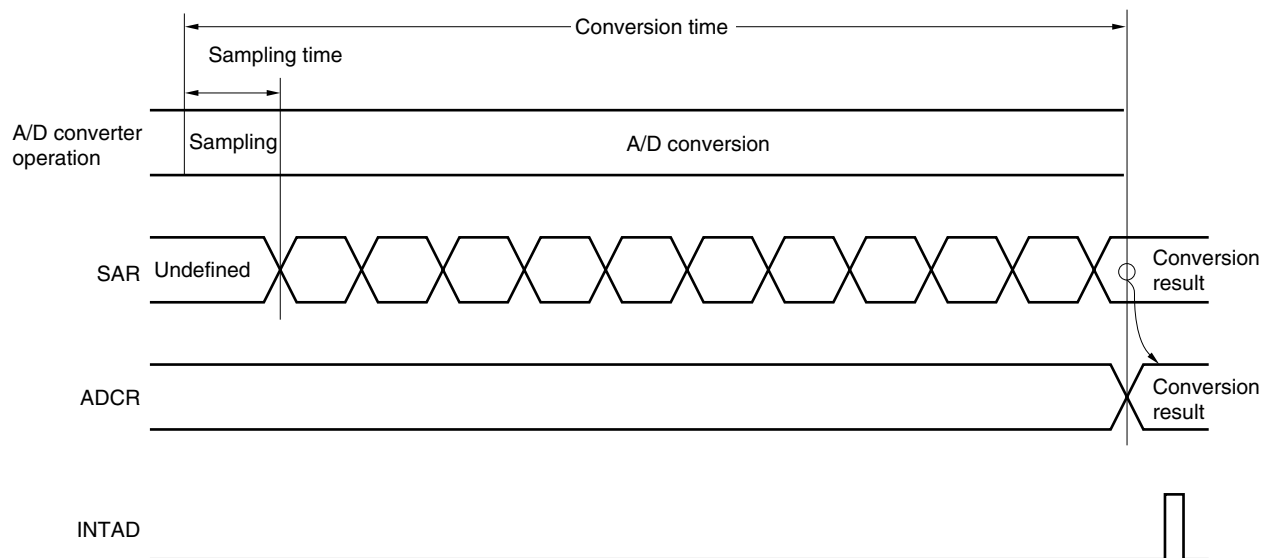 Conversion time
Sampling time
A/D converter
operation
Sampling
A/D conversion
SAR
Undefined
Conversion
result
ADCR
Conversion
result
INTAD